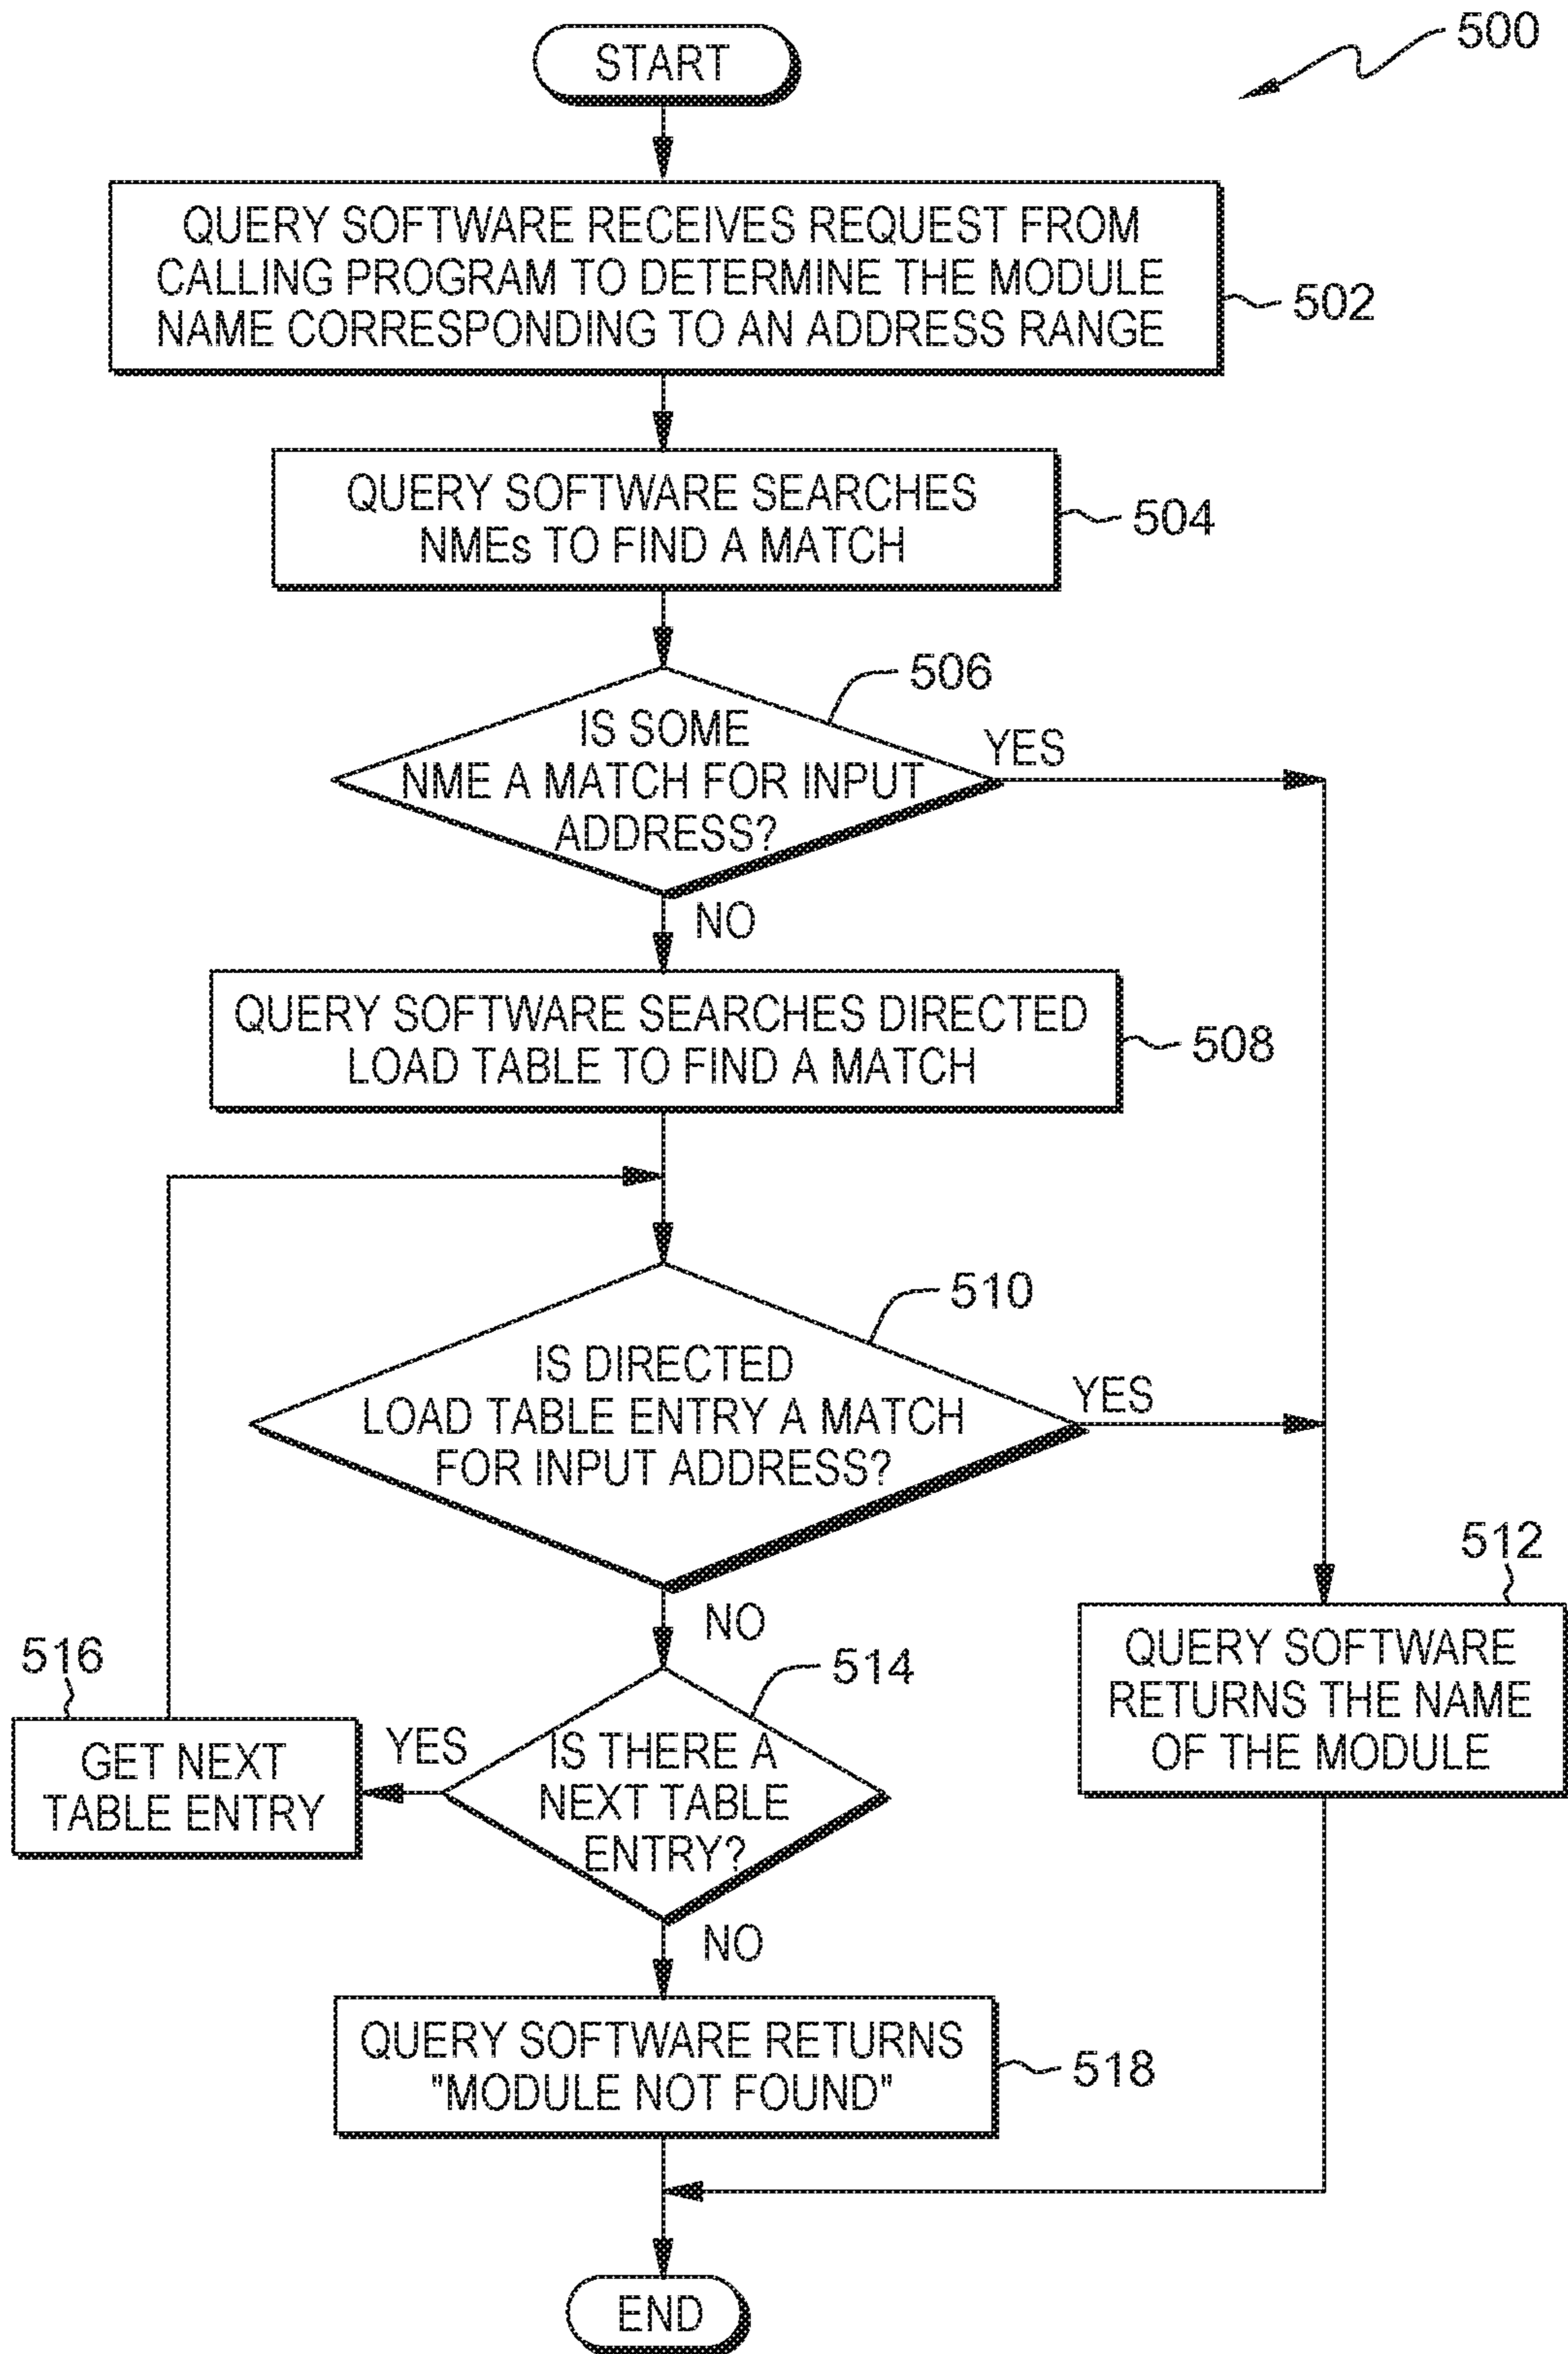 500
START
QUERY SOFTWARE RECEIVES REQUEST FROM
CALLING PROGRAM TO DETERMINE THE MODULE
NAME CORRESPONDING TO AN ADDRESS RANGE
502
QUERY SOFTWARE SEARCHES
NMEs TO FIND A MATCH
504
506
IS SOME
NME A MATCH FOR INPUT
ADDRESS?
YES
NO
QUERY SOFTWARE SEARCHES DIRECTED
LOAD TABLE TO FIND A MATCH
508
510
IS DIRECTED
LOAD TABLE ENTRY A MATCH
FOR INPUT ADDRESS?
YES
NO
512
QUERY SOFTWARE
RETURNS THE NAME
OF THE MODULE
514
IS THERE A
NEXT TABLE
ENTRY?
YES
516
GET NEXT
TABLE ENTRY
NO
QUERY SOFTWARE RETURNS
"MODULE NOT FOUND"
518
END